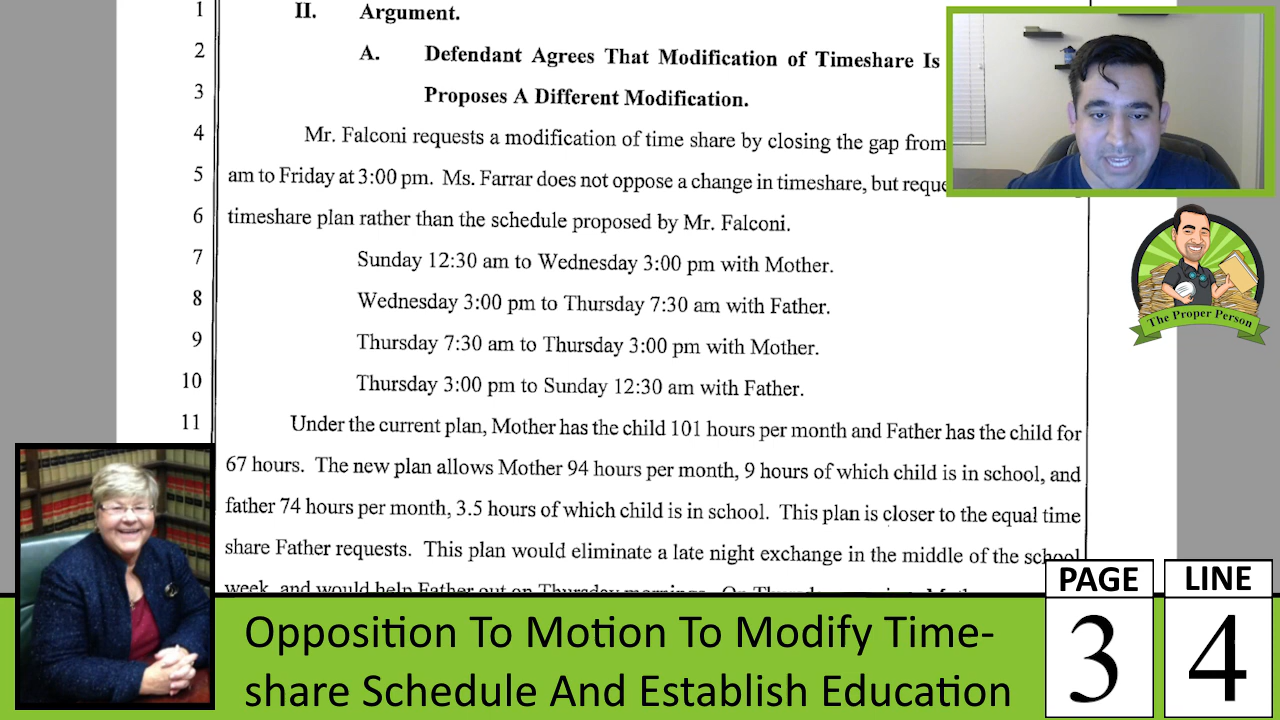 1 II. Argument.
2 A. Defendant Agrees That Modification of Timeshare Is
3 Proposes A Different Modification.
4 Mr. Falconi requests a modification of time share by closing the gap from
5 am to Friday at 3:00 pm. Ms. Farrar does not oppose a change in timeshare, but reque
6 timeshare plan rather than the schedule proposed by Mr. Falconi.
7 Sunday 12:30 am to Wednesday 3:00 pm with Mother.
8 Wednesday 3:00 pm to Thursday 7:30 am with Father.
9 Thursday 7:30 am to Thursday 3:00 pm with Mother.
10 Thursday 3:00 pm to Sunday 12:30 am with Father.
11 Under the current plan, Mother has the child 101 hours per month and Father has the child for
67 hours. The new plan allows Mother 94 hours per month, 9 hours of which child is in school, and
father 74 hours per month, 3.5 hours of which child is in school. This plan is closer to the equal time
share Father requests. This plan would eliminate a late night exchange in the middle of the school
week, and would help Father out on Thursday mornings. On
The Proper Person
Opposition To Motion To Modify Time-
share Schedule And Establish Education
PAGE
3
LINE
4